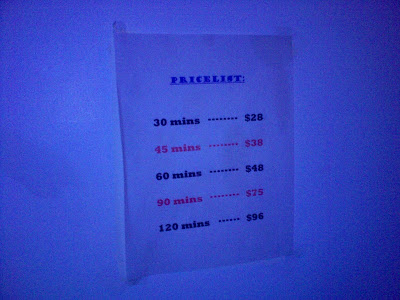 PRICELIST:
30 mins -------- $28
45 mins -------- $38
60 mins -------- $48
90 mins -------- $75
120 mins ------ $96